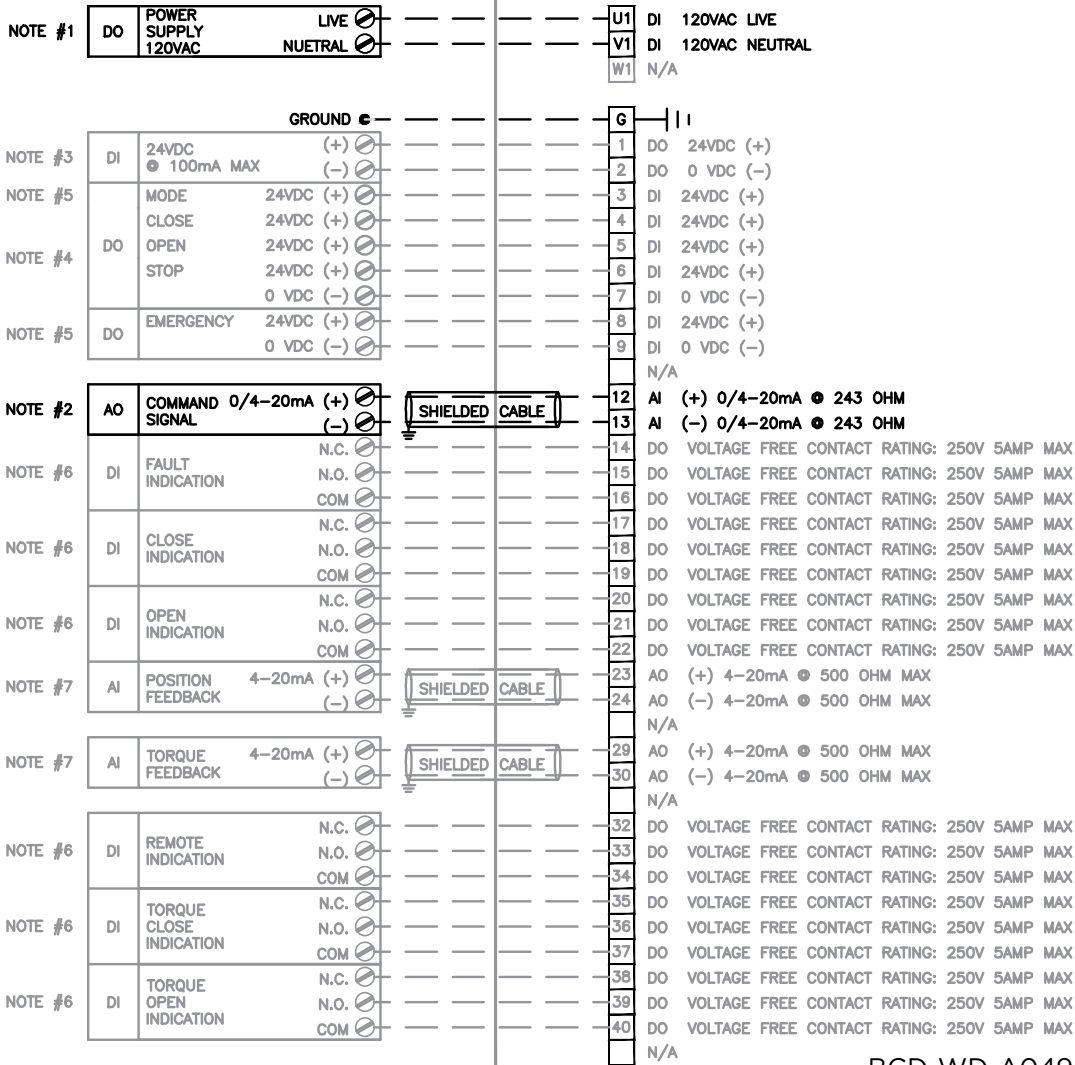 NOTE #1 DO POWER SUPPLY 120VAC LIVE U1 DI 120VAC LIVE
NUETRAL V1 DI 120VAC NEUTRAL
W1 N/A
GROUND G
NOTE #3 DI 24VDC @ 100mA MAX (+) 1 DO 24VDC (+)
(-) 2 DO 0 VDC (-)
NOTE #5 MODE 24VDC (+) 3 DI 24VDC (+)
CLOSE 24VDC (+) 4 DI 24VDC (+)
NOTE #4 DO OPEN 24VDC (+) 5 DI 24VDC (+)
STOP 24VDC (+) 6 DI 24VDC (+)
0 VDC (-) 7 DI 0 VDC (-)
NOTE #5 DO EMERGENCY 24VDC (+) 8 DI 24VDC (+)
0 VDC (-) 9 DI 0 VDC (-)
N/A
NOTE #2 AO COMMAND SIGNAL 0/4-20mA (+) SHIELDED CABLE 12 AI (+) 0/4-20mA @ 243 OHM
(-) 13 AI (-) 0/4-20mA @ 243 OHM
N.C. 14 DO VOLTAGE FREE CONTACT RATING: 250V 5AMP MAX
NOTE #6 DI FAULT INDICATION N.O. 15 DO VOLTAGE FREE CONTACT RATING: 250V 5AMP MAX
COM 16 DO VOLTAGE FREE CONTACT RATING: 250V 5AMP MAX
N.C. 17 DO VOLTAGE FREE CONTACT RATING: 250V 5AMP MAX
NOTE #6 DI CLOSE INDICATION N.O. 18 DO VOLTAGE FREE CONTACT RATING: 250V 5AMP MAX
COM 19 DO VOLTAGE FREE CONTACT RATING: 250V 5AMP MAX
N.C. 20 DO VOLTAGE FREE CONTACT RATING: 250V 5AMP MAX
NOTE #6 DI OPEN INDICATION N.O. 21 DO VOLTAGE FREE CONTACT RATING: 250V 5AMP MAX
COM 22 DO VOLTAGE FREE CONTACT RATING: 250V 5AMP MAX
NOTE #7 AI POSITION FEEDBACK 4-20mA (+) SHIELDED CABLE 23 AO (+) 4-20mA @ 500 OHM MAX
(-) 24 AO (-) 4-20mA @ 500 OHM MAX
N/A
NOTE #7 AI TORQUE FEEDBACK 4-20mA (+) SHIELDED CABLE 29 AO (+) 4-20mA @ 500 OHM MAX
(-) 30 AO (-) 4-20mA @ 500 OHM MAX
N/A
N.C. 32 DO VOLTAGE FREE CONTACT RATING: 250V 5AMP MAX
NOTE #6 DI REMOTE INDICATION N.O. 33 DO VOLTAGE FREE CONTACT RATING: 250V 5AMP MAX
COM 34 DO VOLTAGE FREE CONTACT RATING: 250V 5AMP MAX
N.C. 35 DO VOLTAGE FREE CONTACT RATING: 250V 5AMP MAX
NOTE #6 DI TORQUE CLOSE INDICATION N.O. 36 DO VOLTAGE FREE CONTACT RATING: 250V 5AMP MAX
COM 37 DO VOLTAGE FREE CONTACT RATING: 250V 5AMP MAX
N.C. 38 DO VOLTAGE FREE CONTACT RATING: 250V 5AMP MAX
NOTE #6 DI TORQUE OPEN INDICATION N.O. 39 DO VOLTAGE FREE CONTACT RATING: 250V 5AMP MAX
COM 40 DO VOLTAGE FREE CONTACT RATING: 250V 5AMP MAX
N/A